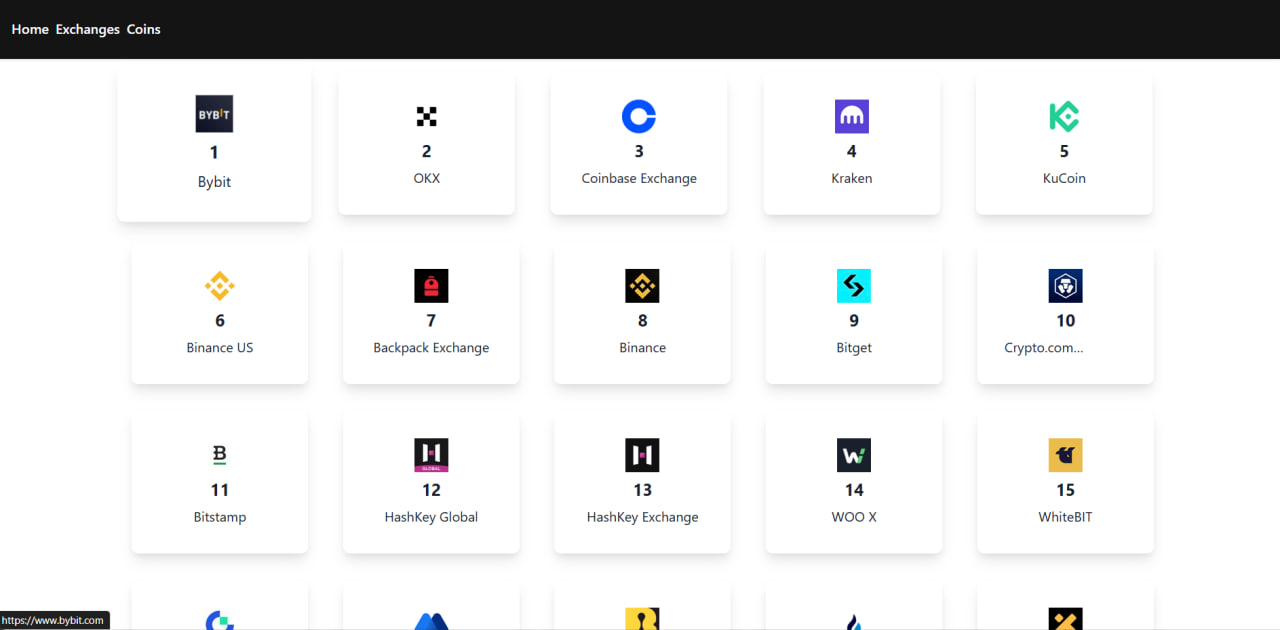 Home Exchanges Coins
BYBIT
1
Bybit
2
OKX
3
Coinbase Exchange
4
Kraken
5
KuCoin
6
Binance US
7
Backpack Exchange
8
Binance
9
Bitget
10
Crypto.com...
11
Bitstamp
GLOBAL
12
HashKey Global
13
HashKey Exchange
14
WOO X
15
WhiteBIT
https://www.bybit.com